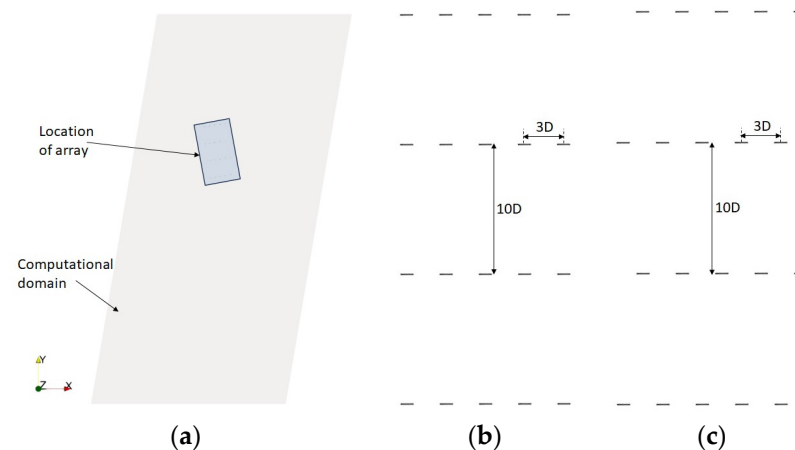 Location
of array
Computational
domain
Y
Z
X
3D
10D
3D
10D
(a)
(b)
(c)